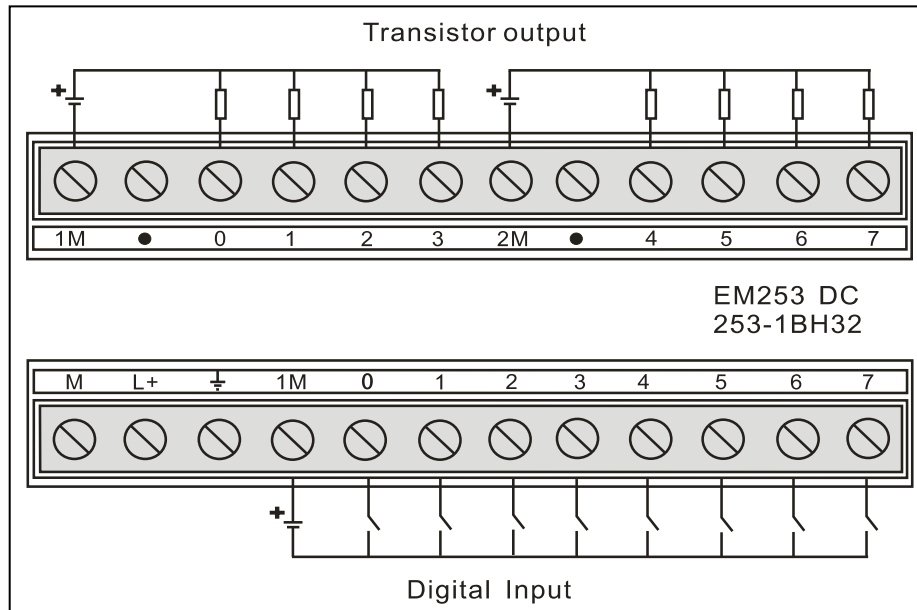 Transistor output
+ +
1M ● 0 1 2 3 2M ● 4 5 6 7
EM253 DC
253-1BH32
M L+ ⏚ 1M 0 1 2 3 4 5 6 7
+
Digital Input